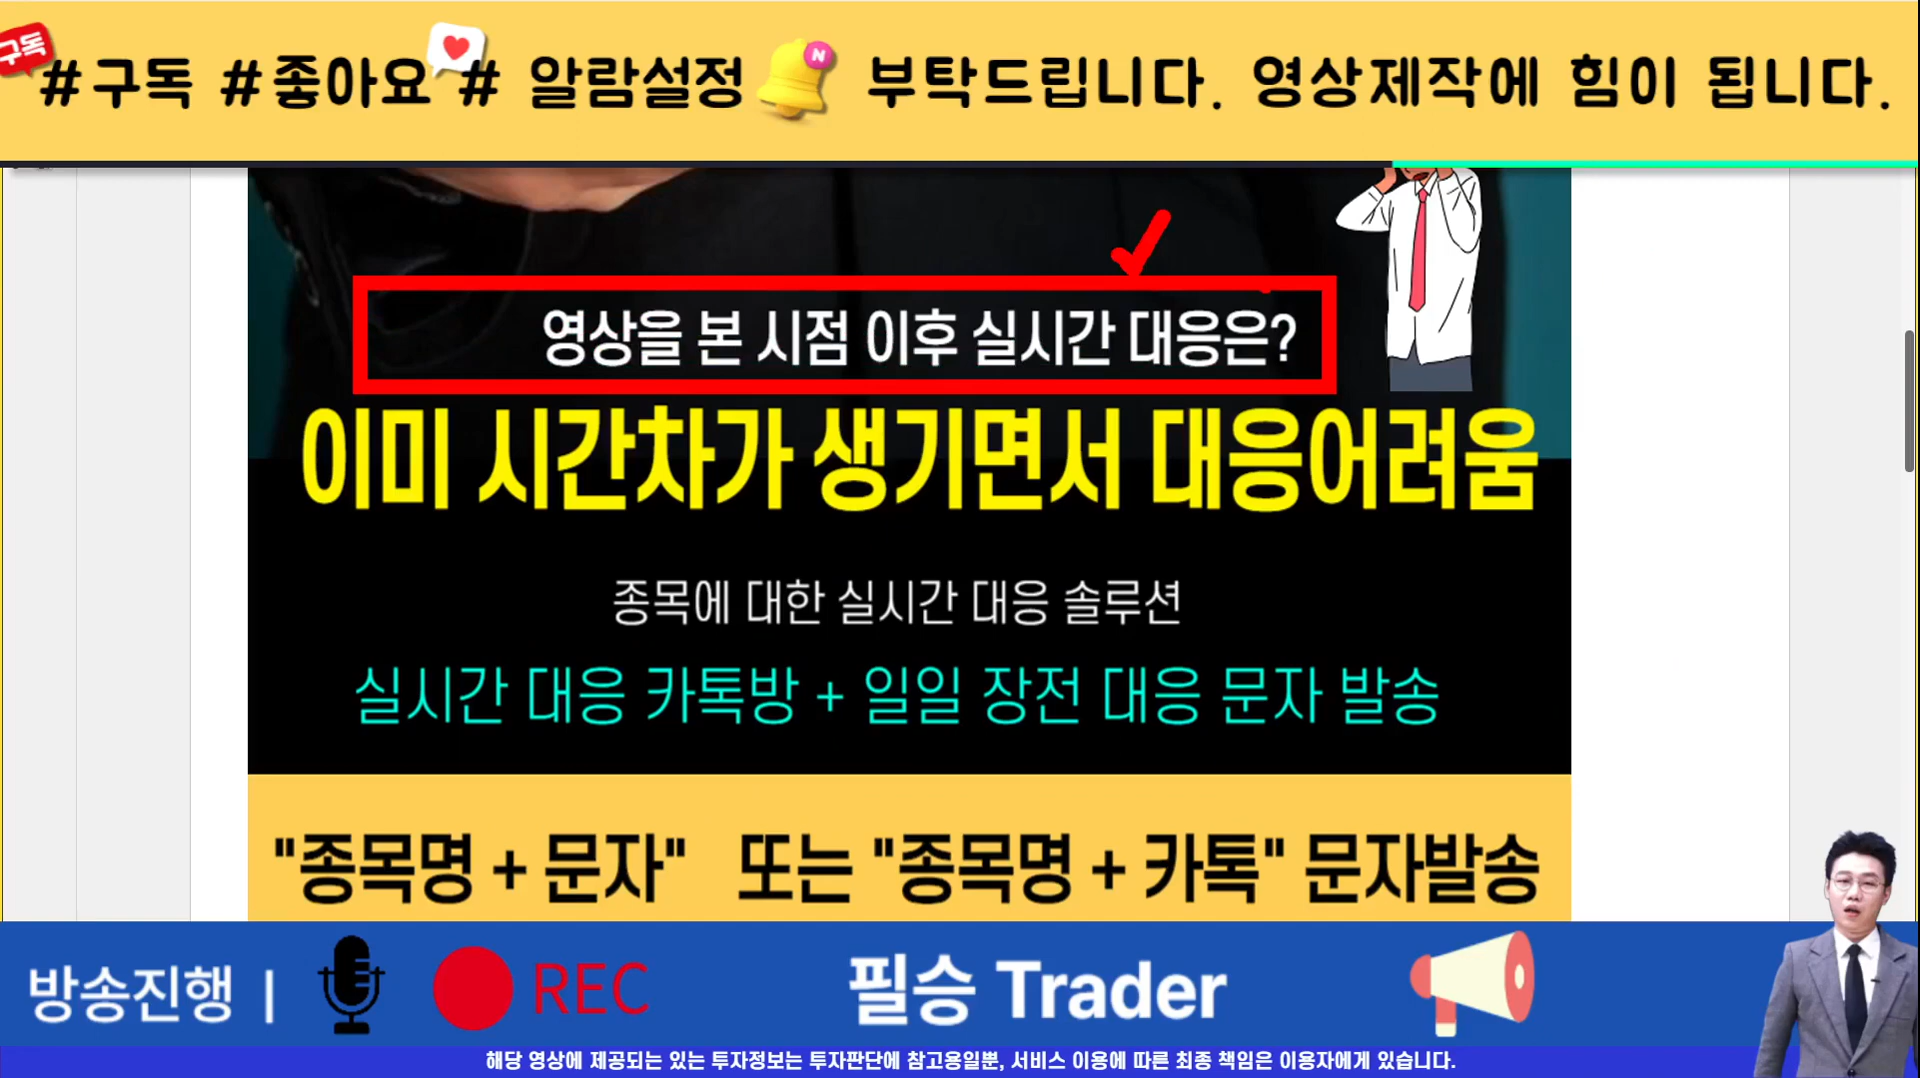 구독
#구독 #좋아요 # 알람설정 N 부탁드립니다. 영상제작에 힘이 됩니다.
영상을 본 시점 이후 실시간 대응은?
이미 시간차가 생기면서 대응어려움
종목에 대한 실시간 대응 솔루션
실시간 대응 카톡방 + 일일 장전 대응 문자 발송
"종목명 + 문자" 또는 "종목명 + 카톡" 문자발송
방송진행 | REC 필승 Trader
해당 영상에 제공되는 있는 투자정보는 투자판단에 참고용일뿐, 서비스 이용에 따른 최종 책임은 이용자에게 있습니다.